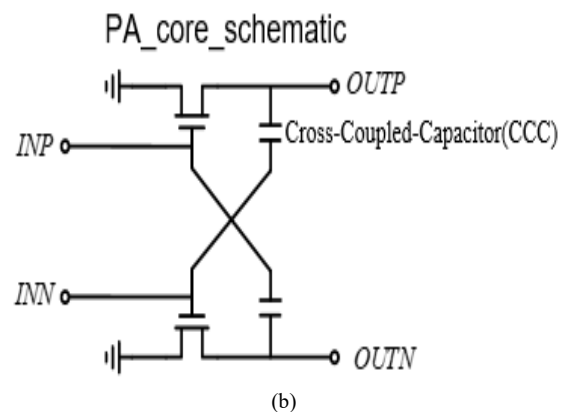 PA_core_schematic
OUTP
Cross-Coupled-Capacitor(CCC)
INP
INN
OUTN
(b)